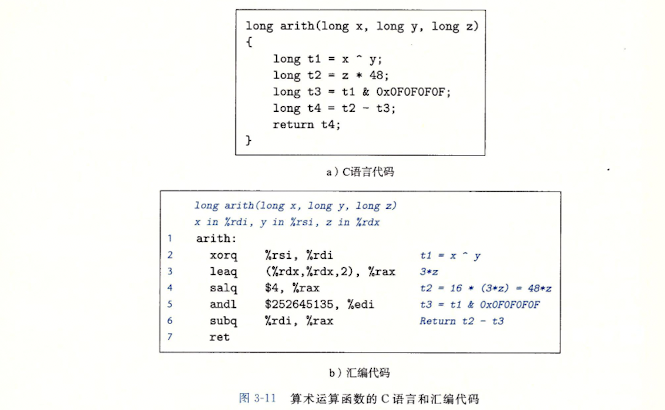 long arith(long x, long y, long z)
{
long t1 = x ^ y;
long t2 = z * 48;
long t3 = t1 & 0x0F0F0F0F;
long t4 = t2 - t3;
return t4;
}
a）C语言代码
long arith(long x, long y, long z)
x in %rdi, y in %rsi, z in %rdx
1 arith:
2 xorq %rsi, %rdi t1 = x ^ y
3 leaq (%rdx,%rdx,2), %rax 3*z
4 salq $4, %rax t2 = 16 * (3*z) = 48*z
5 andl $252645135, %edi t3 = t1 & 0x0F0F0F0F
6 subq %rdi, %rax Return t2 - t3
7 ret
b）汇编代码
图 3-11 算术运算函数的 C 语言和汇编代码